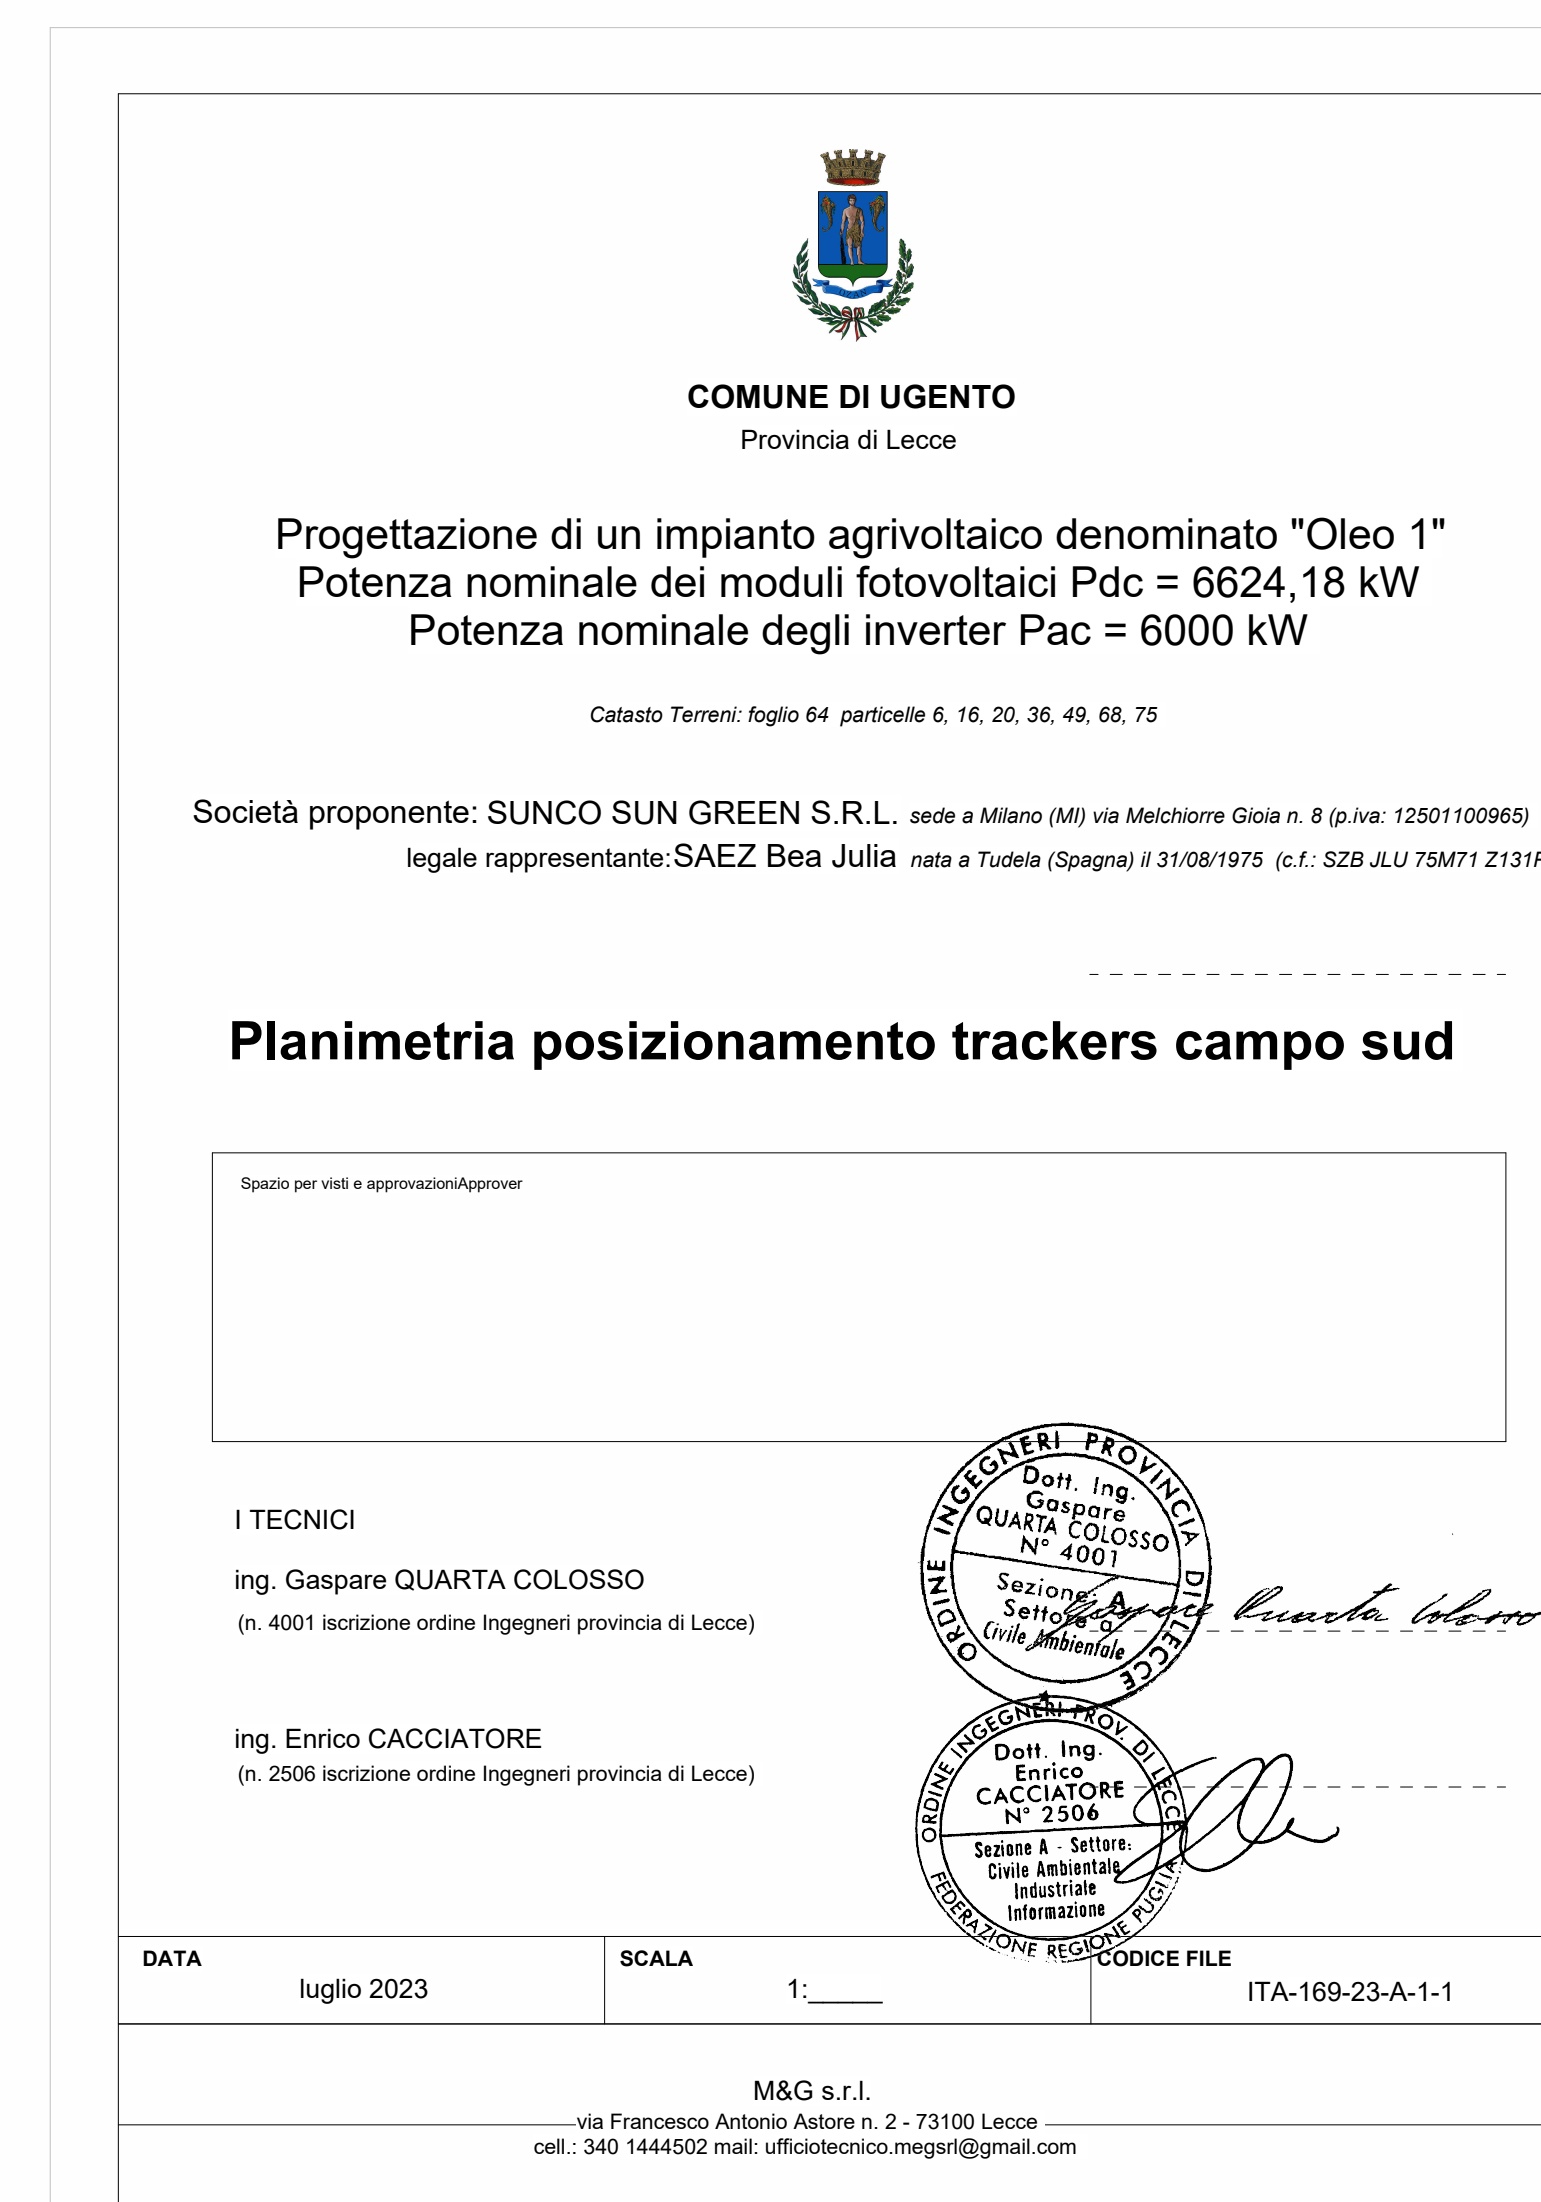 UZAN
COMUNE DI UGENTO
Provincia di Lecce
Progettazione di un impianto agrivoltaico denominato "Oleo 1"
Potenza nominale dei moduli fotovoltaici Pdc = 6624,18 kW
Potenza nominale degli inverter Pac = 6000 kW
Catasto Terreni: foglio 64 particelle 6, 16, 20, 36, 49, 68, 75
Società proponente: SUNCO SUN GREEN S.R.L. sede a Milano (MI) via Melchiorre Gioia n. 8 (p.iva: 12501100965)
legale rappresentante: SAEZ Bea Julia nata a Tudela (Spagna) il 31/08/1975 (c.f.: SZB JLU 75M71 Z131F
Planimetria posizionamento trackers campo sud
Spazio per visti e approvazioniApprover
I TECNICI
ing. Gaspare QUARTA COLOSSO
(n. 4001 iscrizione ordine Ingegneri provincia di Lecce)
ORDINE INGEGNERI PROVINCIA DI LECCE
Dott. Ing.
Gaspare
QUARTA COLOSSO
N° 4001
Sezione: A
Settore a
Civile Ambientale
Gaspare Quarta Colosso
ing. Enrico CACCIATORE
(n. 2506 iscrizione ordine Ingegneri provincia di Lecce)
ORDINE INGEGNERI PROV. DI LECCE
Dott. Ing.
Enrico
CACCIATORE
N° 2506
Sezione A - Settore:
Civile Ambientale
Industriale
Informazione
FEDERAZIONE REGIONE PUGLIA
DATA
luglio 2023
SCALA
1:_____
CODICE FILE
ITA-169-23-A-1-1
M&G s.r.l.
via Francesco Antonio Astore n. 2 - 73100 Lecce
cell.: 340 1444502 mail: ufficiotecnico.megsrl@gmail.com